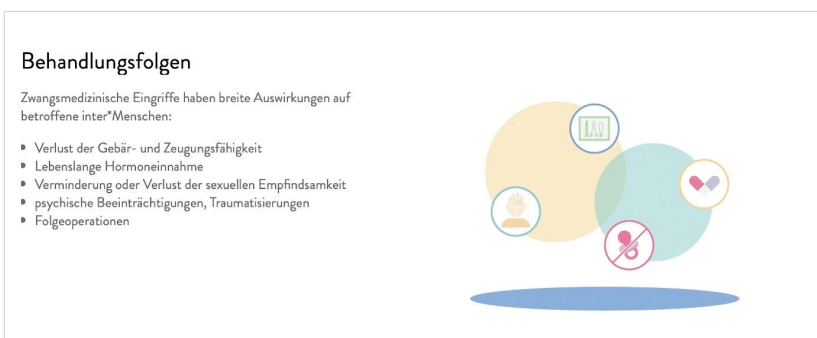 Behandlungsfolgen
Zwangsmedizinische Eingriffe haben breite Auswirkungen auf
betroffene inter*Menschen:
Verlust der Gebär- und Zeugungsfähigkeit
Lebenslange Hormoneinnahme
Verminderung oder Verlust der sexuellen Empfindsamkeit
psychische Beeinträchtigungen, Traumatisierungen
Folgeoperationen